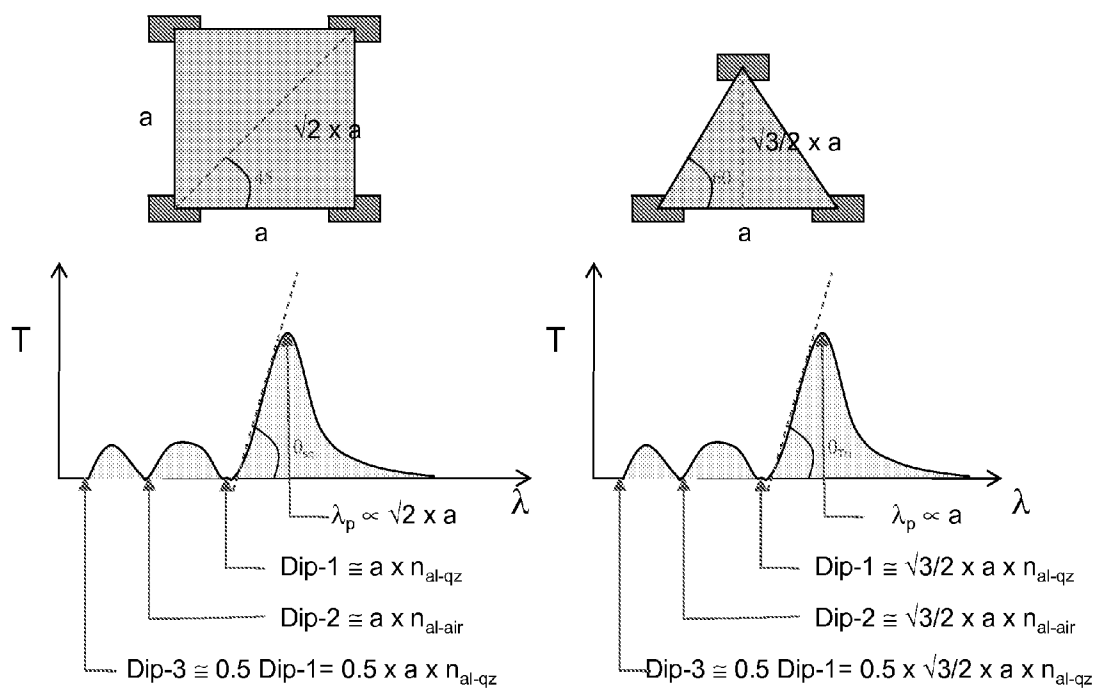 a
√2 x a
45
a
√3/2 x a
60
a
T
θ
λ
λp ∝ √2 x a
Dip-1 ≅ a x nal-qz
Dip-2 ≅ a x nal-air
Dip-3 ≅ 0.5 Dip-1= 0.5 x a x nal-qz
T
θ
λ
λp ∝ a
Dip-1 ≅ √3/2 x a x nal-qz
Dip-2 ≅ √3/2 x a x nal-air
Dip-3 ≅ 0.5 Dip-1= 0.5 x √3/2 x a x nal-qz